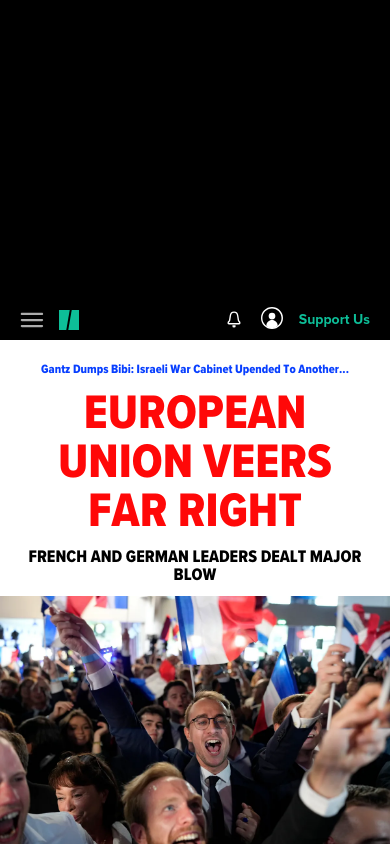 Support Us
Gantz Dumps Bibi: Israeli War Cabinet Upended To Another...
EUROPEAN
UNION VEERS
FAR RIGHT
FRENCH AND GERMAN LEADERS DEALT MAJOR
BLOW